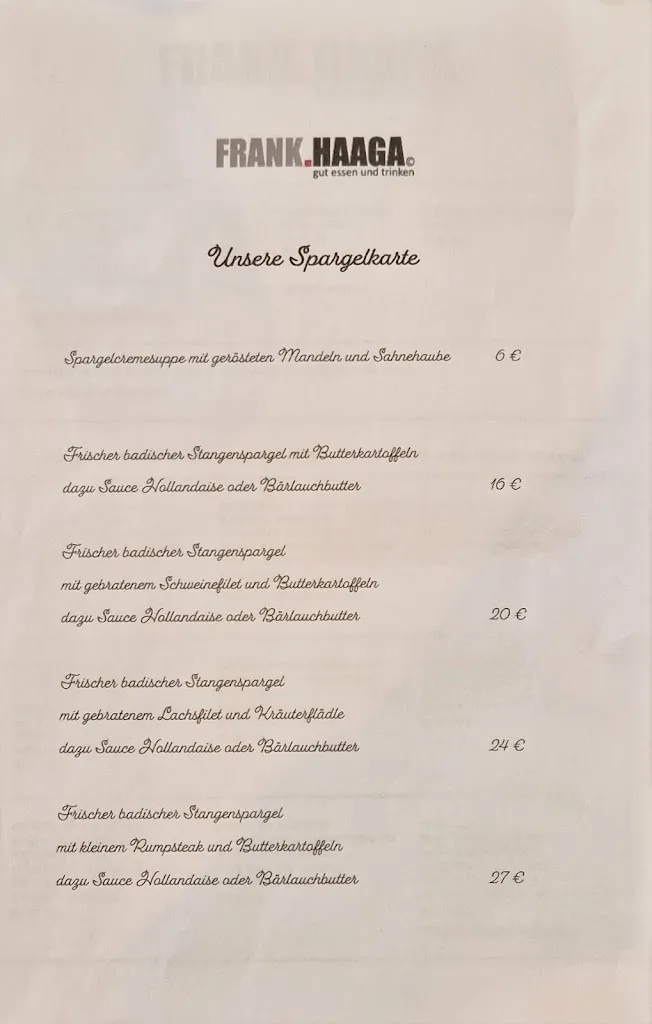 FRANK.HAAGA©
gut essen und trinken
Unsere Spargelkarte
Spargelcremesuppe mit gerösteten Mandeln und Sahnehaube 6 €
Frischer badischer Stangenspargel mit Butterkartoffeln
dazu Sauce Hollandaise oder Bärlauchbutter 16 €
Frischer badischer Stangenspargel
mit gebratenem Schweinefilet und Butterkartoffeln
dazu Sauce Hollandaise oder Bärlauchbutter 20 €
Frischer badischer Stangenspargel
mit gebratenem Lachsfilet und Kräuterflädle
dazu Sauce Hollandaise oder Bärlauchbutter 24 €
Frischer badischer Stangenspargel
mit kleinem Rumpsteak und Butterkartoffeln
dazu Sauce Hollandaise oder Bärlauchbutter 27 €